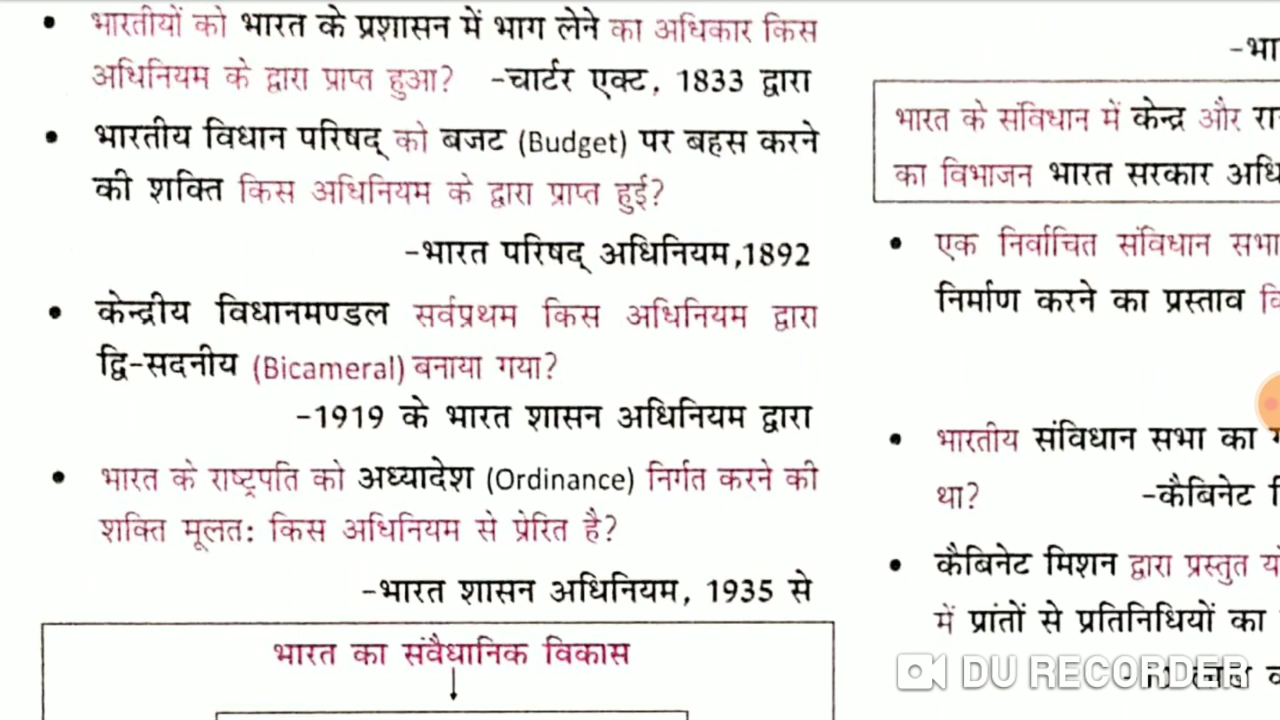 • भारतीयों को भारत के प्रशासन में भाग लेने का अधिकार किस
अधिनियम के द्वारा प्राप्त हुआ? -चार्टर एक्ट, 1833 द्वारा
• भारतीय विधान परिषद् को बजट (Budget) पर बहस करने
की शक्ति किस अधिनियम के द्वारा प्राप्त हुई?
-भारत परिषद् अधिनियम,1892
• केन्द्रीय विधानमण्डल सर्वप्रथम किस अधिनियम द्वारा
द्वि-सदनीय (Bicameral) बनाया गया?
-1919 के भारत शासन अधिनियम द्वारा
• भारत के राष्ट्रपति को अध्यादेश (Ordinance) निर्गत करने की
शक्ति मूलत: किस अधिनियम से प्रेरित है?
-भारत शासन अधिनियम, 1935 से
भारत का संवैधानिक विकास
भारत के संविधान में केन्द्र और
का विभाजन भारत सरकार
• एक निर्वाचित संविधान सभा
निर्माण करने का प्रस्ताव
• भारतीय संविधान सभा का
था? -कैबिनेट
• कैबिनेट मिशन द्वारा प्रस्तुत
में प्रांतों से प्रतिनिधियों का
DU RECORDER